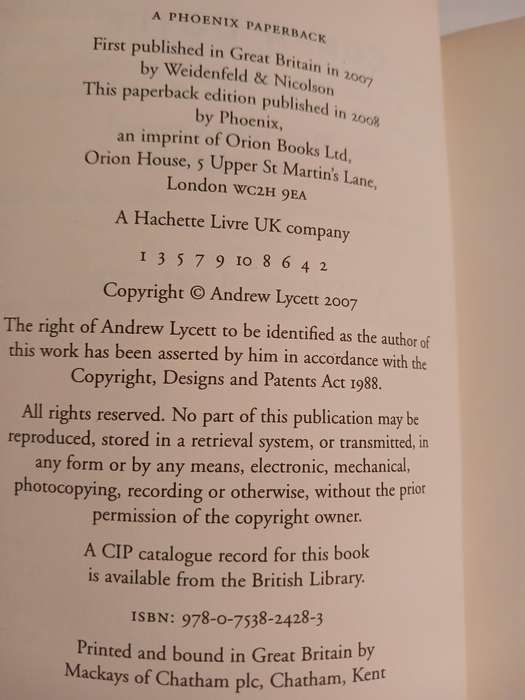 A PHOENIX PAPERBACK
First published in Great Britain in 2007
by Weidenfeld & Nicolson
This paperback edition published in 2008
by Phoenix,
an imprint of Orion Books Ltd,
Orion House, 5 Upper St Martin's Lane,
London WC2H 9EA
A Hachette Livre UK company
1 3 5 7 9 10 8 6 4 2
Copyright © Andrew Lycett 2007
The right of Andrew Lycett to be identified as the author of
this work has been asserted by him in accordance with the
Copyright, Designs and Patents Act 1988.
All rights reserved. No part of this publication may be
reproduced, stored in a retrieval system, or transmitted, in
any form or by any means, electronic, mechanical,
photocopying, recording or otherwise, without the prior
permission of the copyright owner.
A CIP catalogue record for this book
is available from the British Library.
ISBN: 978-0-7538-2428-3
Printed and bound in Great Britain by
Mackays of Chatham plc, Chatham, Kent